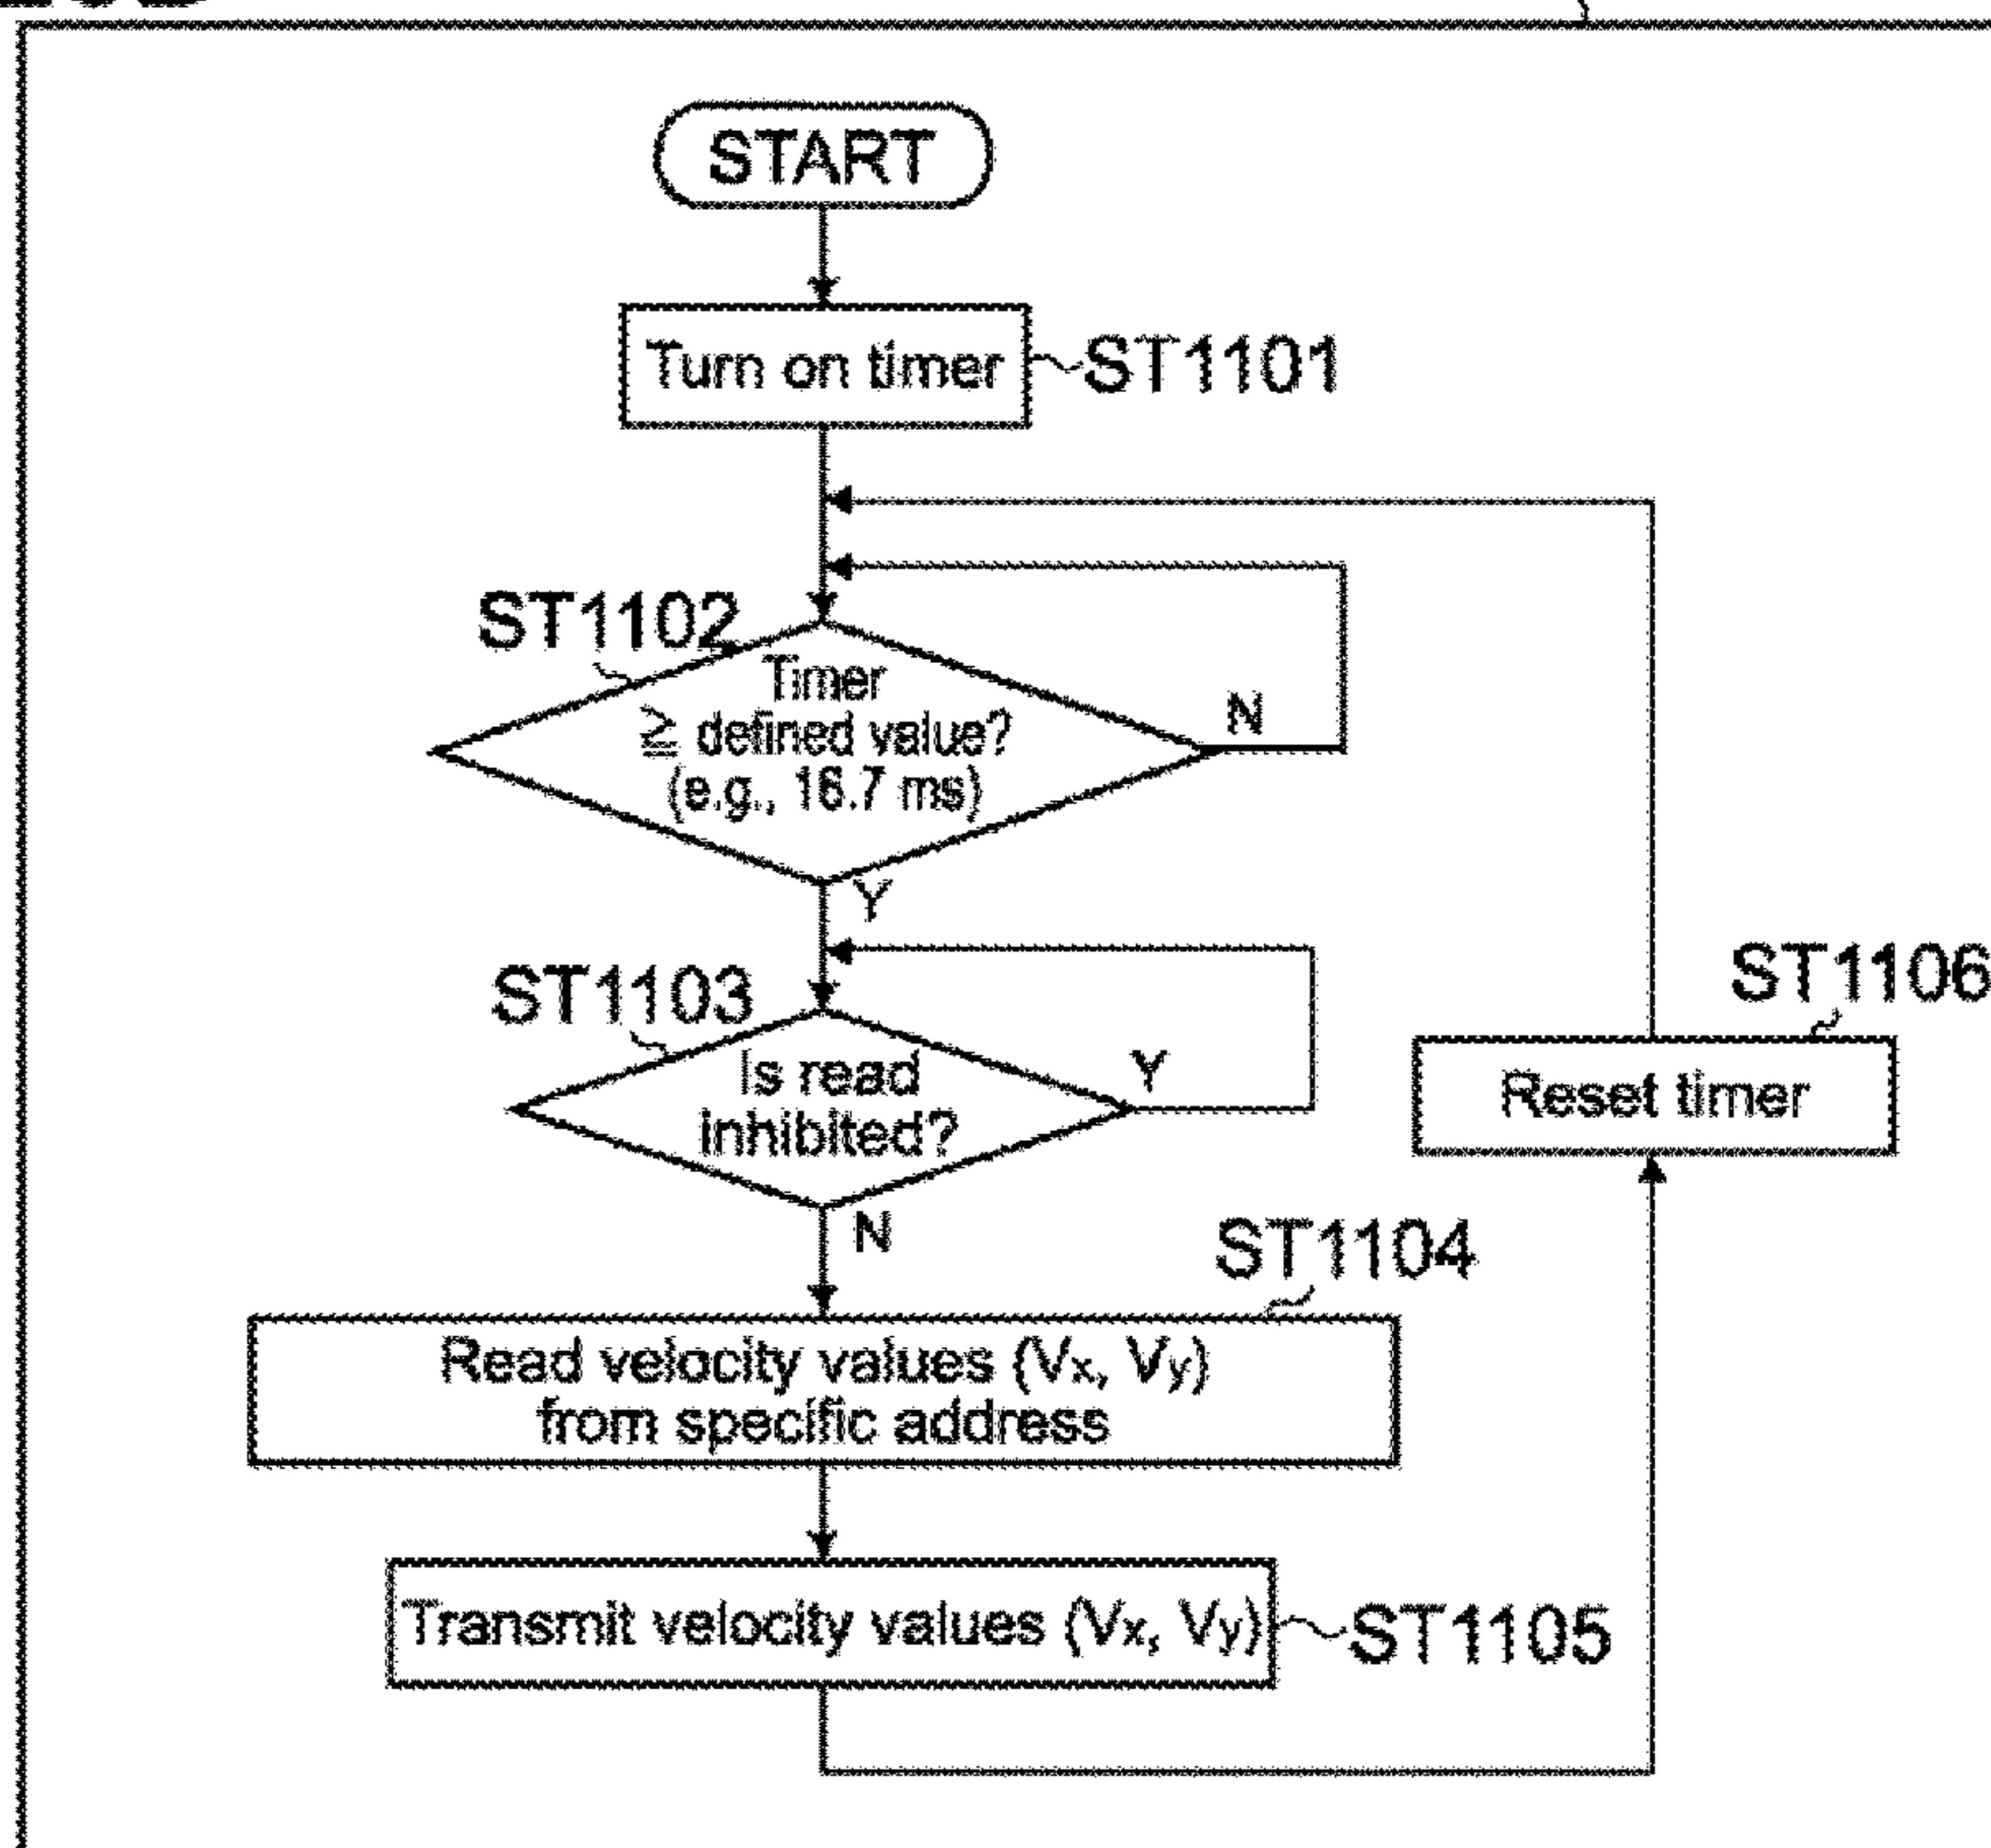 START
Turn on timer
ST1101
ST1102
Timer
≧ defined value?
(e.g., 16.7 ms)
N
Y
ST1103
Is read
inhibited?
Y
N
ST1106
Reset timer
ST1104
Read velocity values (Vx, Vy)
from specific address
Transmit velocity values (Vx, Vy)
ST1105